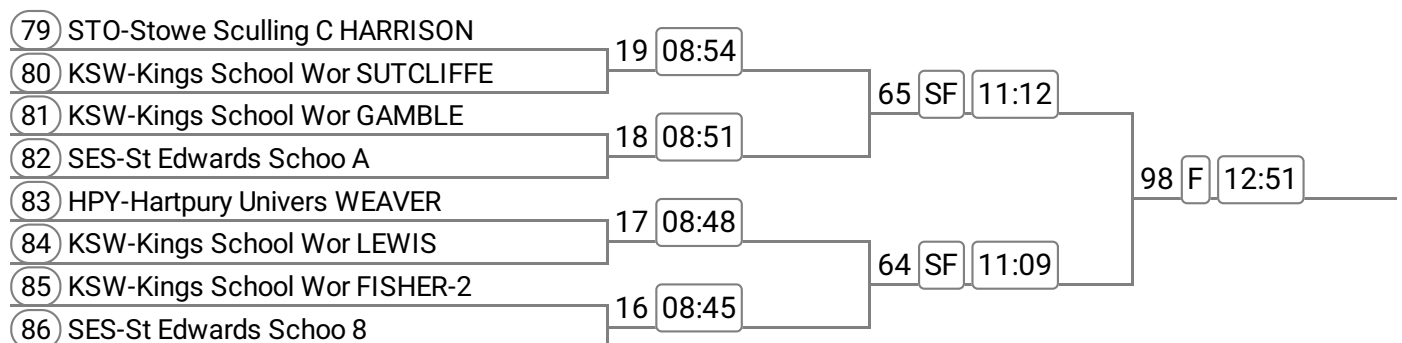 79 STO-Stowe Sculling C HARRISON
19 08:54
80 KSW-Kings School Wor SUTCLIFFE
65 SF 11:12
81 KSW-Kings School Wor GAMBLE
18 08:51
82 SES-St Edwards Schoo A
98 F 12:51
83 HPY-Hartpury Univers WEAVER
17 08:48
84 KSW-Kings School Wor LEWIS
64 SF 11:09
85 KSW-Kings School Wor FISHER-2
16 08:45
86 SES-St Edwards Schoo 8